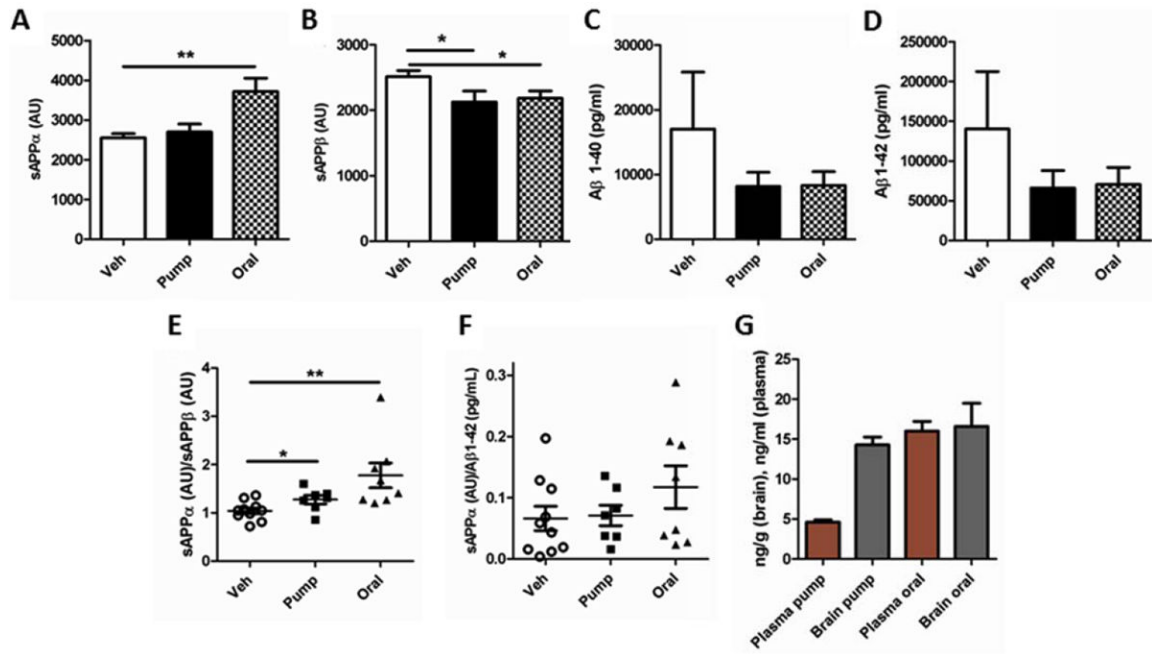 A
sAPPα (AU)
5000
4000
3000
2000
1000
0
**
Veh
Pump
Oral
B
sAPPβ (AU)
3000
2000
1000
0
*
*
Veh
Pump
Oral
C
Aβ 1-40 (pg/ml)
30000
20000
10000
0
Veh
Pump
Oral
D
Aβ1-42 (pg/ml)
250000
200000
150000
100000
50000
0
Veh
Pump
Oral
E
sAPPα (AU)/sAPPβ (AU)
4
3
2
1
0
**
*
Veh
Pump
Oral
F
sAPPα (AU)/Aβ1-42 (pg/mL)
0.3
0.2
0.1
0.0
Veh
Pump
Oral
G
ng/g (brain), ng/ml (plasma)
25
20
15
10
5
0
Plasma pump
Brain pump
Plasma oral
Brain oral